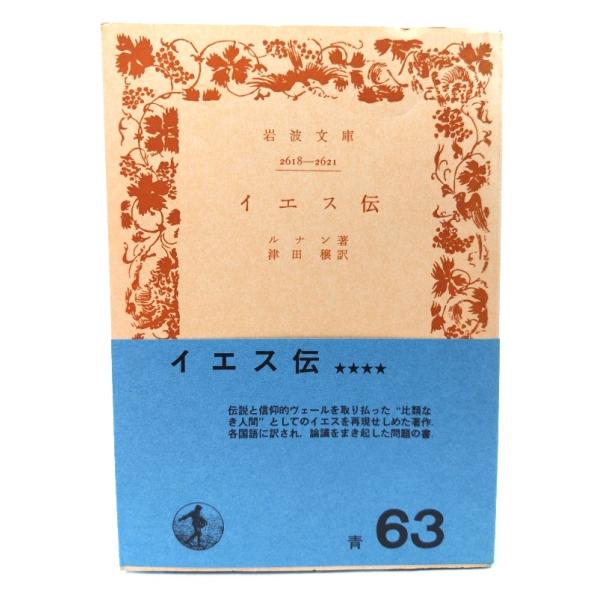 岩波文庫
2618—2621
イエス伝
ルナン著
津田穣訳
イエス伝 ★★★★
伝説と信仰的ヴェールを取り払った“比類な
き人間”としてのイエスを再現せしめた著作.
各国語に訳され，論議をまき起した問題の書.
青 63